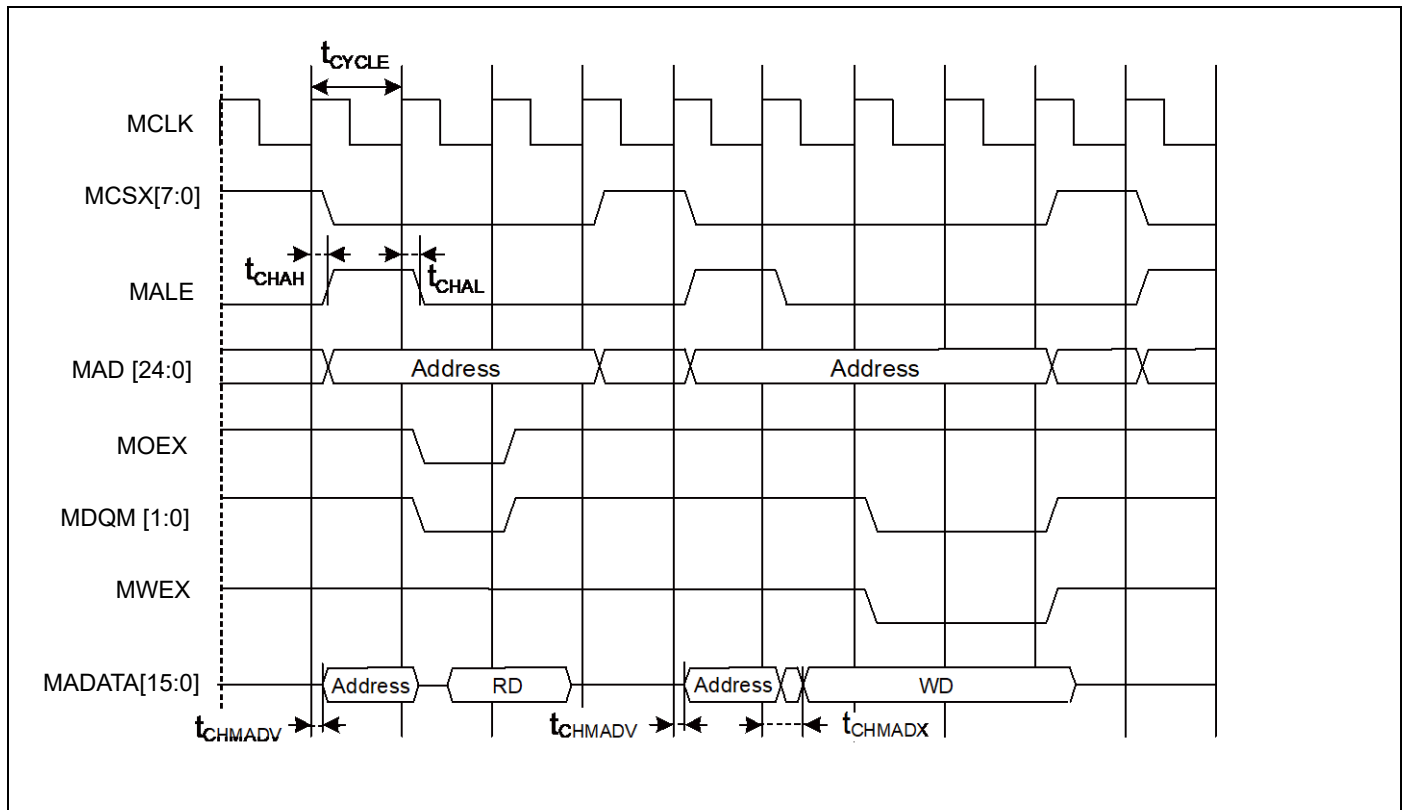 tCYCLE
MCLK
MCSX[7:0]
tCHAH
tCHAL
MALE
MAD [24:0]
Address
Address
MOEX
MDQM [1:0]
MWEX
MADATA[15:0]
Address
RD
Address
WD
tCHMADV
tCHMADV
tCHMADX